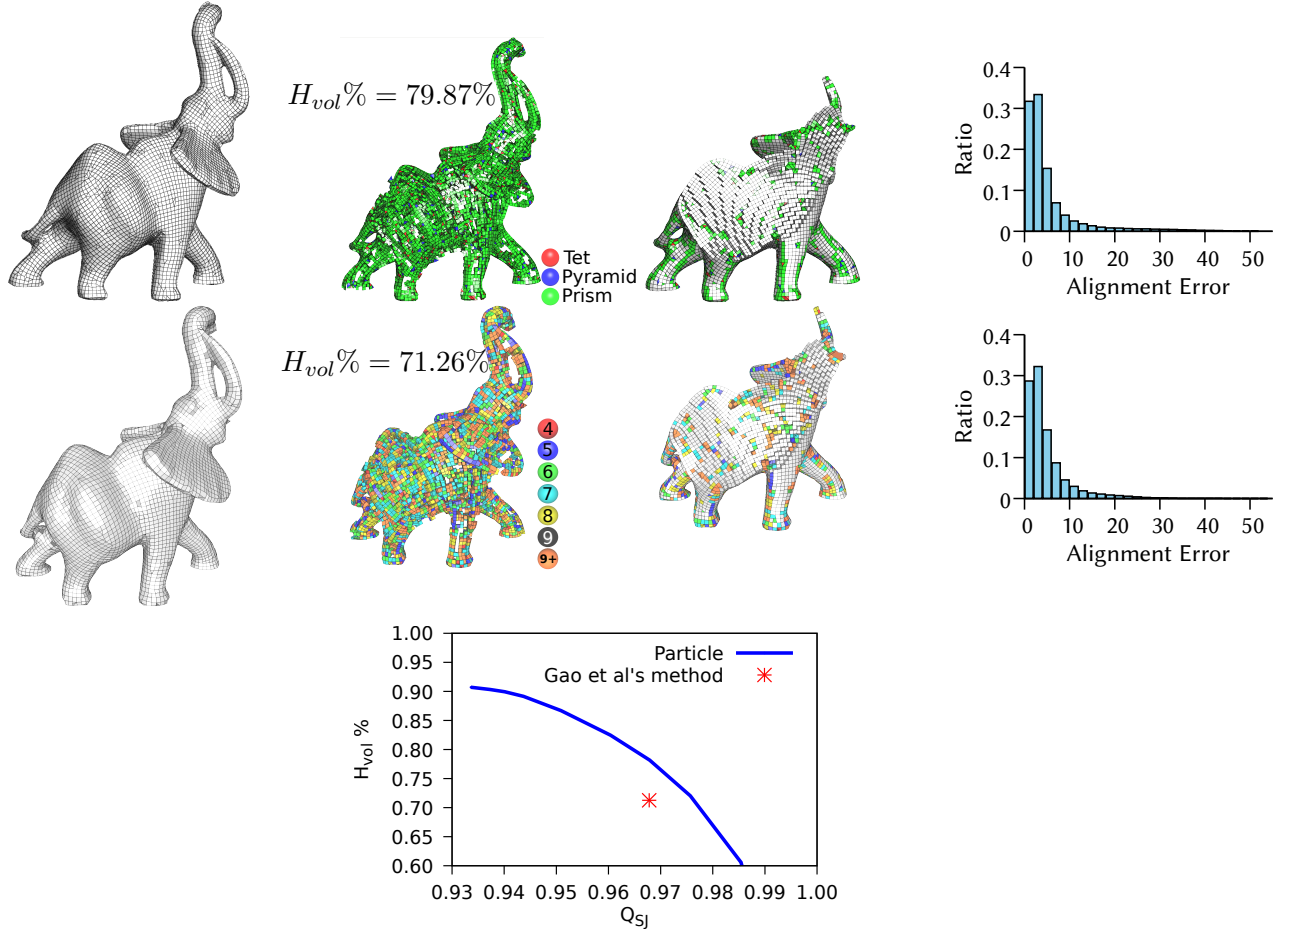 H_vol% = 79.87%
Tet
Pyramid
Prism
0.4
0.3
0.2
0.1
0
Ratio
0 10 20 30 40 50
Alignment Error
H_vol% = 71.26%
4
5
6
7
8
9
9+
0.4
0.3
0.2
0.1
0
Ratio
0 10 20 30 40 50
Alignment Error
1.00
0.95
0.90
0.85
0.80
0.75
0.70
0.65
0.60
H_vol %
Particle
Gao et al's method
0.93 0.94 0.95 0.96 0.97 0.98 0.99 1.00
Q_SJ